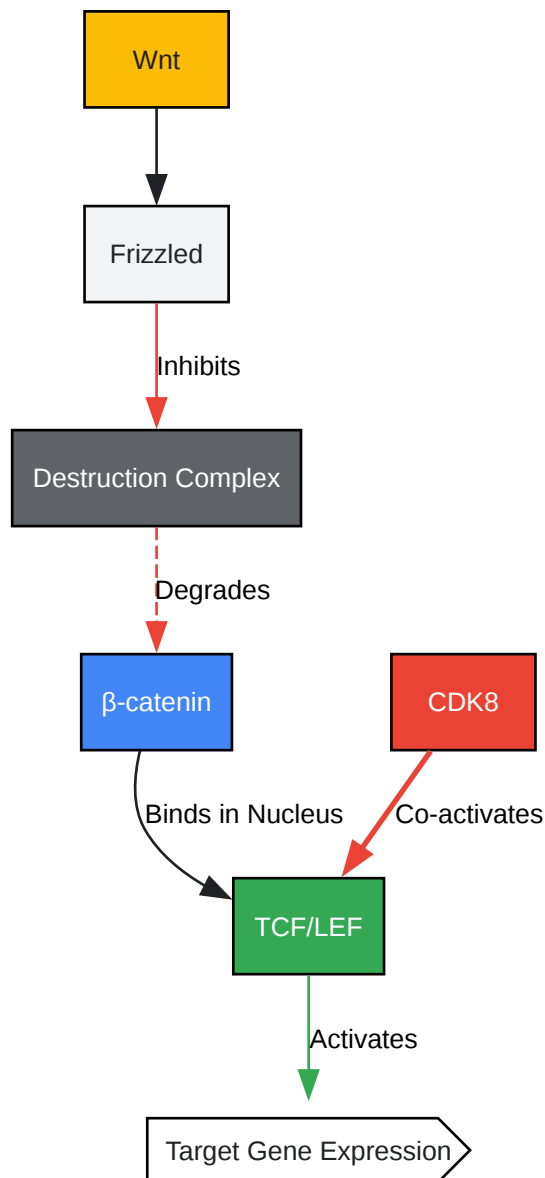 Wnt
Frizzled
Inhibits
Destruction Complex
Degrades
β-catenin
CDK8
Binds in Nucleus
Co-activates
TCF/LEF
Activates
Target Gene Expression